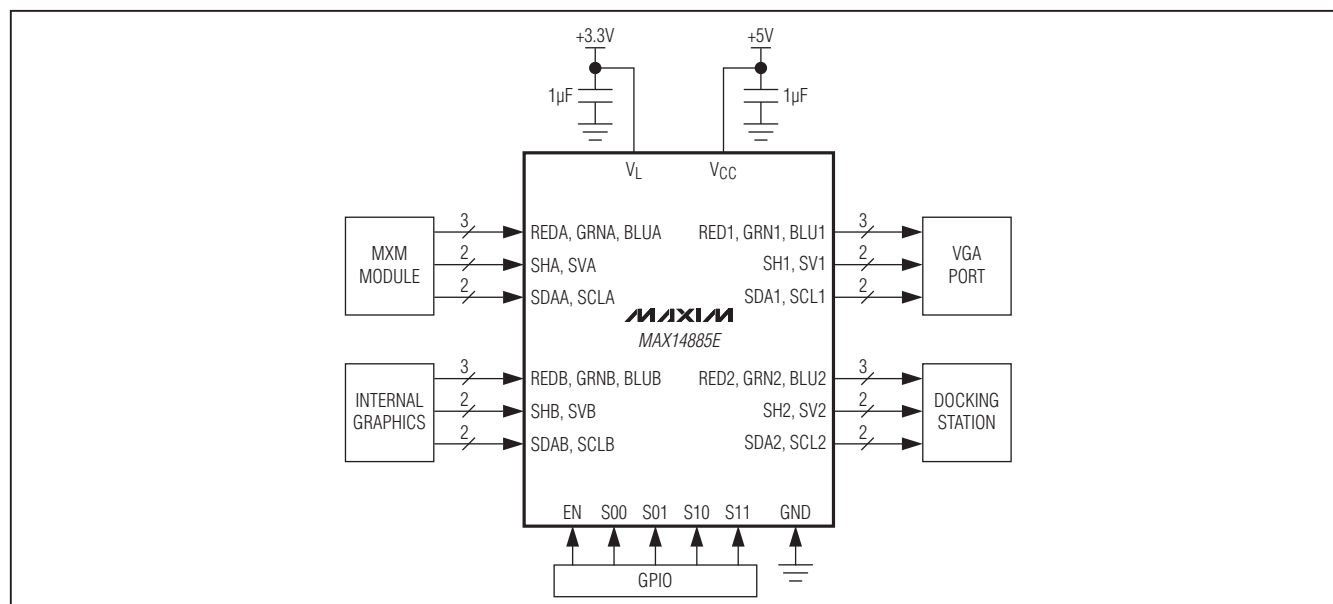 +3.3V +5V
1µF 1µF
VL VCC
MXM
MODULE
3 REDA, GRNA, BLUA
2 SHA, SVA
2 SDAA, SCLA
RED1, GRN1, BLU1 3
SH1, SV1 2
SDA1, SCL1 2
VGA
PORT
MAXIM
MAX14885E
INTERNAL
GRAPHICS
3 REDB, GRNB, BLUB
2 SHB, SVB
2 SDAB, SCLB
RED2, GRN2, BLU2 3
SH2, SV2 2
SDA2, SCL2 2
DOCKING
STATION
EN S00 S01 S10 S11 GND
GPIO